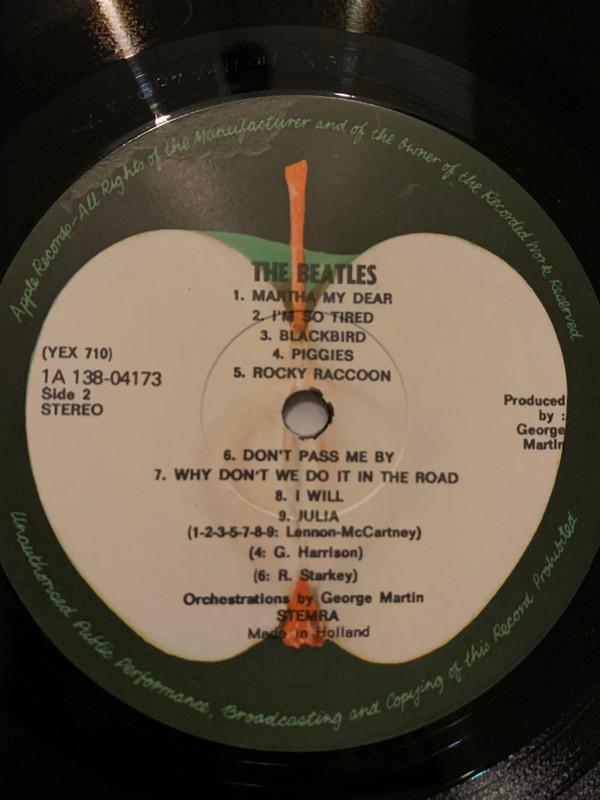 Apple Records-All Rights of the Manufacturer and of the Owner of the Recorded Work Reserved
THE BEATLES
1. MARTHA MY DEAR
2. I'M SO TIRED
3. BLACKBIRD
4. PIGGIES
5. ROCKY RACCOON
(YEX 710)
1A 138-04173
Side 2
STEREO
Produced
by :
George
Martin
6. DON'T PASS ME BY
7. WHY DON'T WE DO IT IN THE ROAD
8. I WILL
9. JULIA
(1-2-3-5-7-8-9: Lennon-McCartney)
(4: G. Harrison)
(6: R. Starkey)
Orchestrations by George Martin
STEMRA
Made in Holland
Unauthorised Public Performance, Broadcasting and Copying of this Record Prohibited